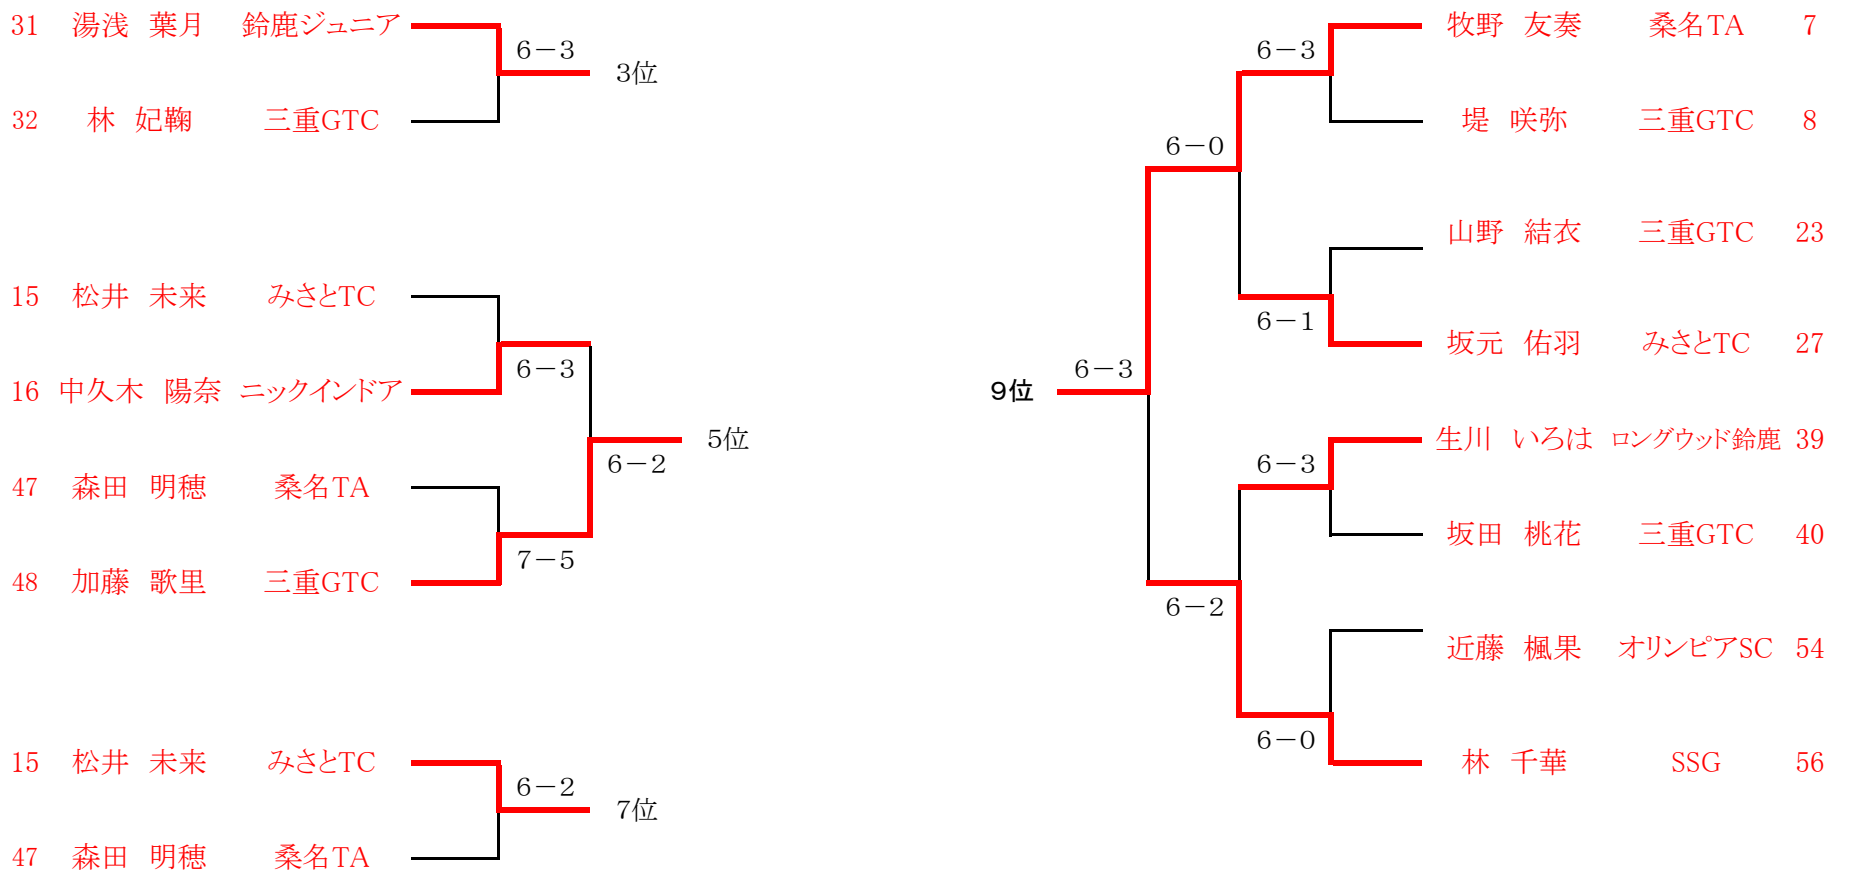 31 湯浅 葉月 鈴鹿ジュニア
6－3
3位
32 林 妃鞠 三重GTC
15 松井 未来 みさとTC
6－3
16 中久木 陽奈 ニックインドア
5位
6－2
47 森田 明穂 桑名TA
7－5
48 加藤 歌里 三重GTC
15 松井 未来 みさとTC
6－2
7位
47 森田 明穂 桑名TA
牧野 友奏 桑名TA 7
6－3
堤 咲弥 三重GTC 8
6－0
山野 結衣 三重GTC 23
6－1
坂元 佑羽 みさとTC 27
6－3
9位
生川 いろは ロングウッド鈴鹿 39
6－3
坂田 桃花 三重GTC 40
6－2
近藤 楓果 オリンピアSC 54
6－0
林 千華 SSG 56